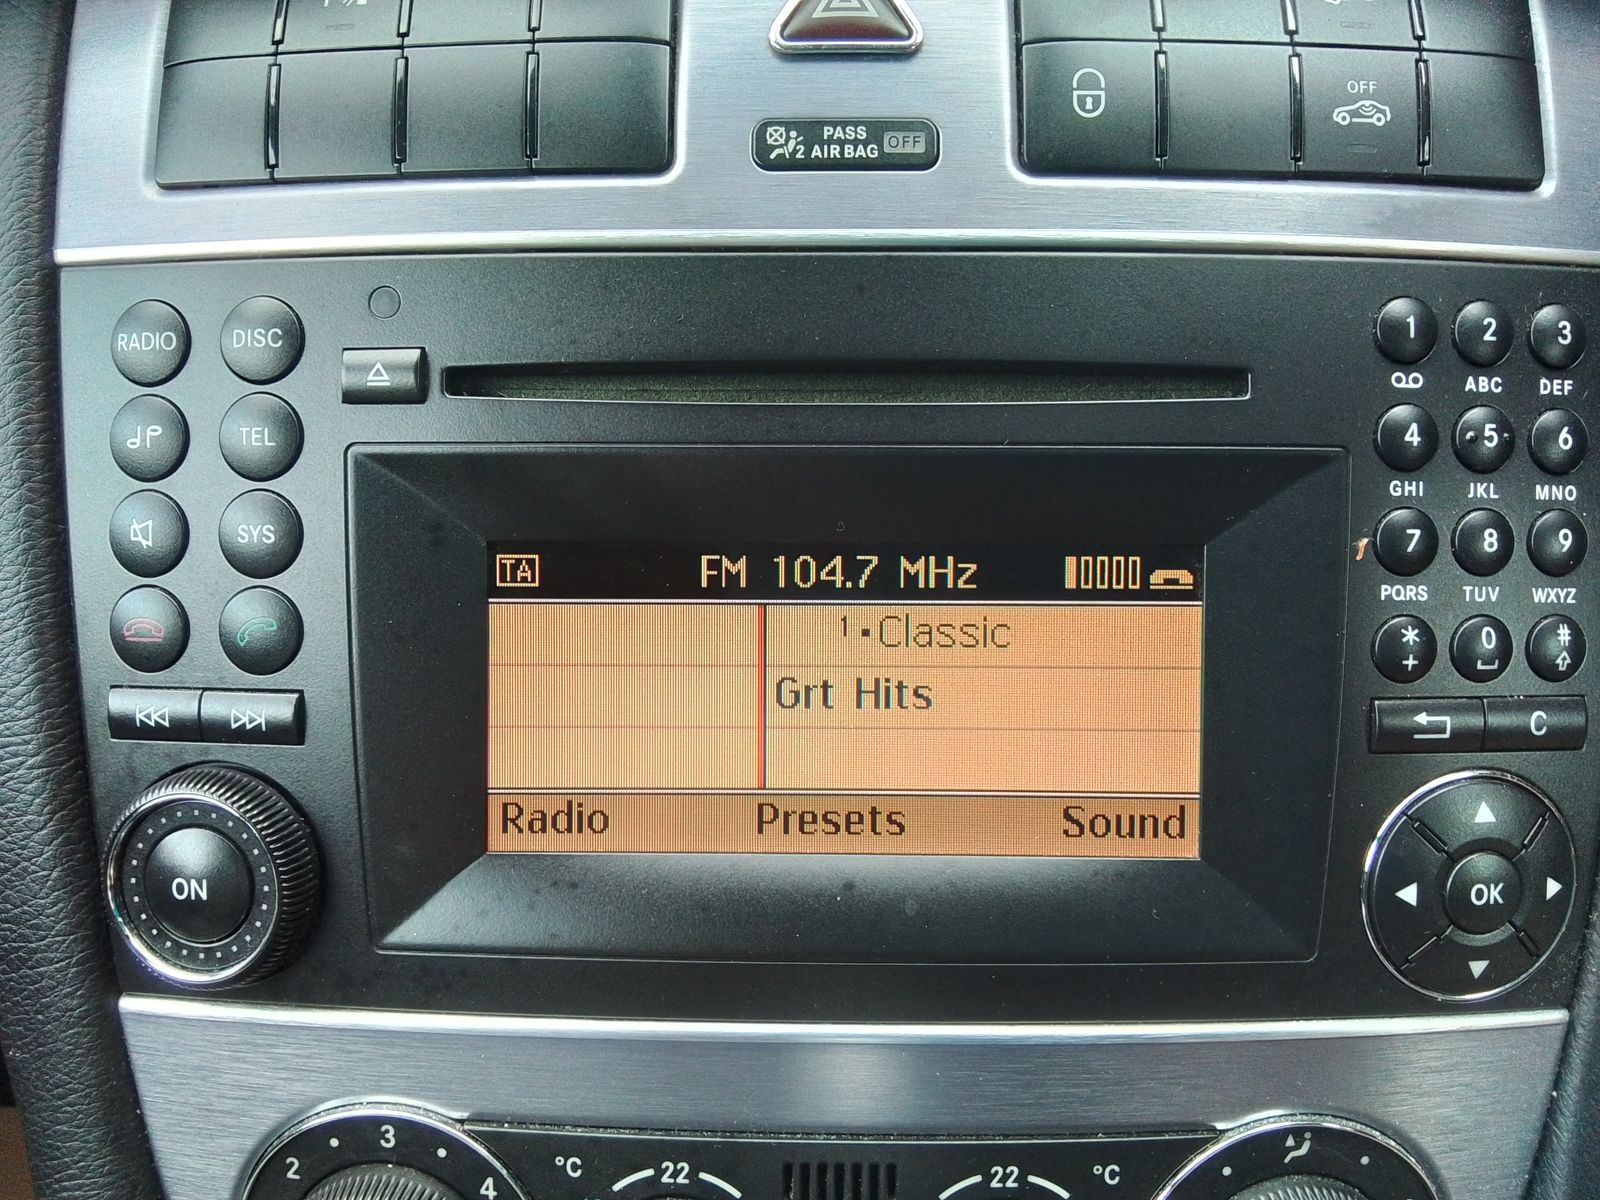 PASS
2 AIR BAG OFF
OFF
RADIO
DISC
TEL
SYS
ON
TA FM 104.7 MHz
1 Classic
Grt Hits
Radio Presets Sound
1 2 3
ABC DEF
4 5 6
GHI JKL MNO
7 8 9
PQRS TUV WXYZ
* 0 #
+
C
OK
2 3 4
°C 22
22 °C